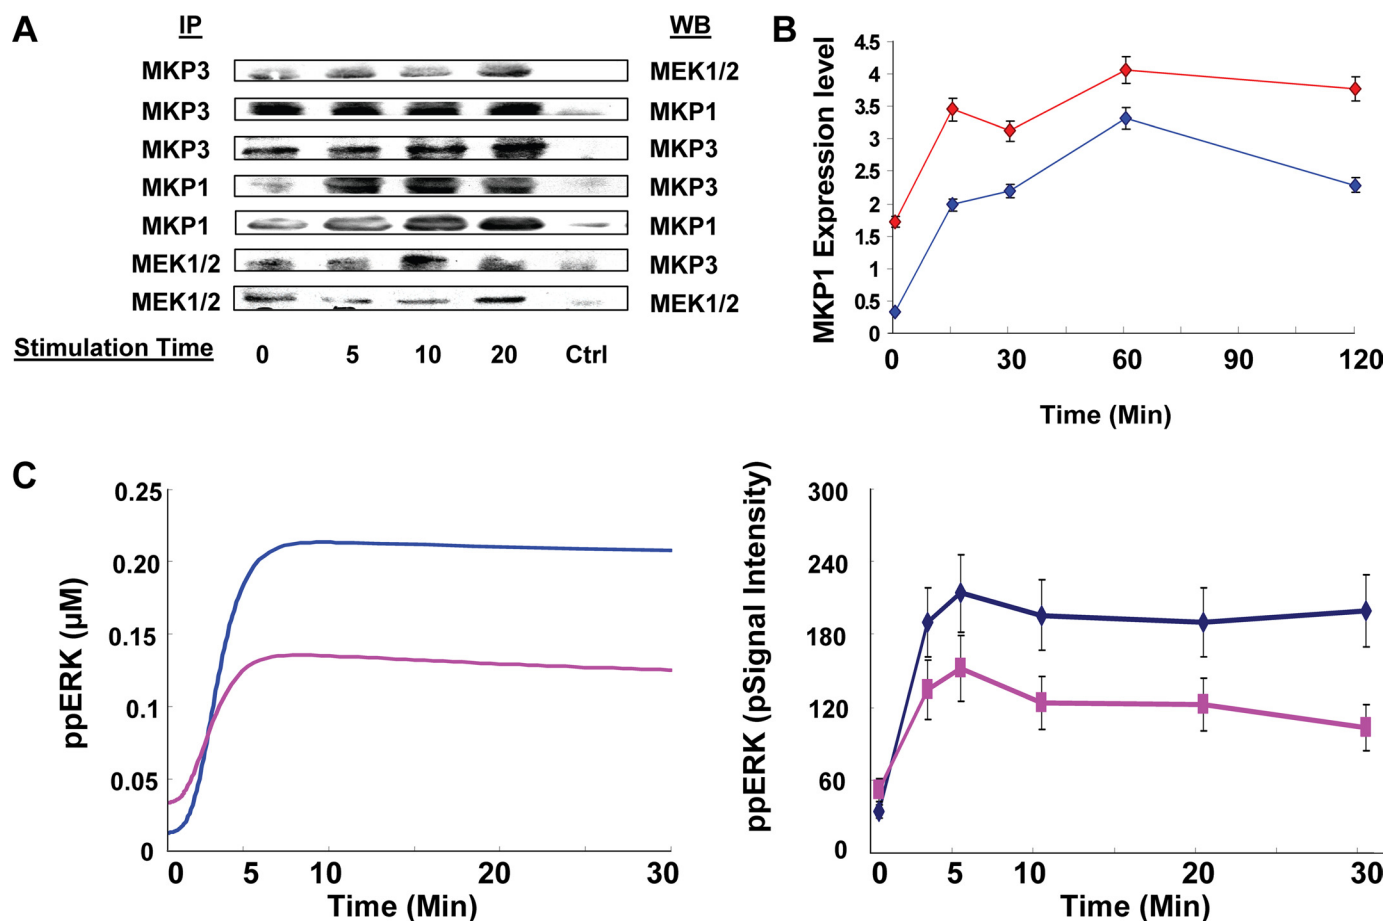 A
IP
WB
MKP3 MEK1/2
MKP3 MKP1
MKP3 MKP3
MKP1 MKP3
MKP1 MKP1
MEK1/2 MKP3
MEK1/2 MEK1/2
Stimulation Time 0 5 10 20 Ctrl
B
MKP1 Expression level
4.5
4
3.5
3
2.5
2
1.5
1
0.5
0
0 30 60 90 120
Time (Min)
C
ppERK (µM)
0.25
0.20
0.15
0.1
0.05
0
0 5 10 20 30
Time (Min)
ppERK (pSignal Intensity)
300
240
180
120
60
0
0 5 10 20 30
Time (Min)